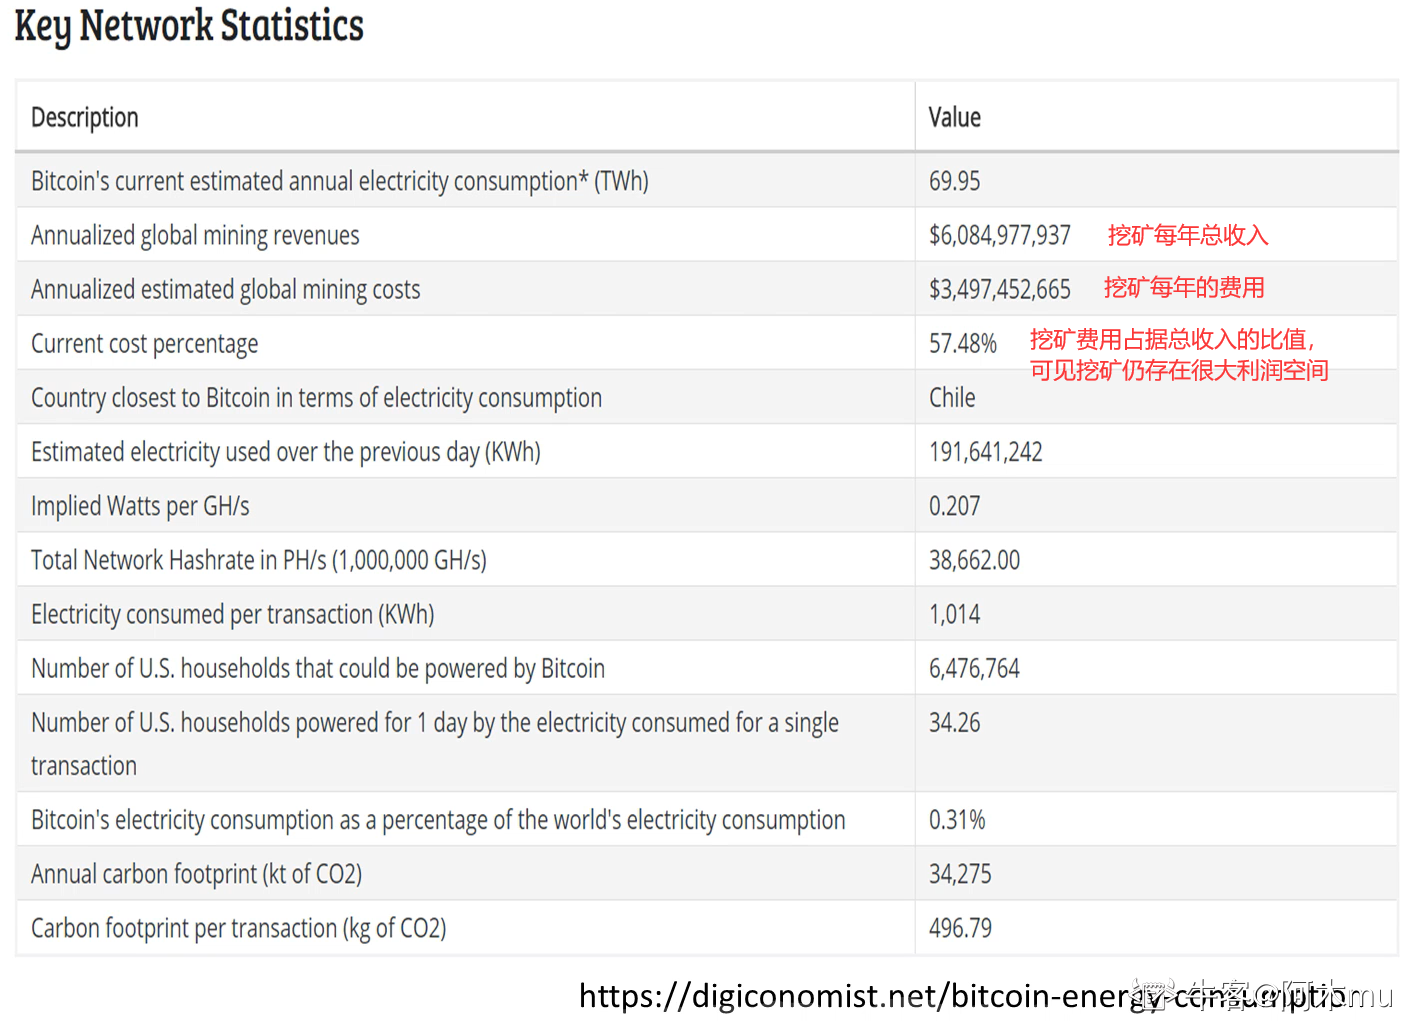 Key Network Statistics
Description Value
Bitcoin's current estimated annual electricity consumption* (TWh) 69.95
Annualized global mining revenues $6,084,977,937 挖矿每年总收入
Annualized estimated global mining costs $3,497,452,665 挖矿每年的费用
Current cost percentage 57.48% 挖矿费用占据总收入的比值，
可见挖矿仍存在很大利润空间
Country closest to Bitcoin in terms of electricity consumption Chile
Estimated electricity used over the previous day (KWh) 191,641,242
Implied Watts per GH/s 0.207
Total Network Hashrate in PH/s (1,000,000 GH/s) 38,662.00
Electricity consumed per transaction (KWh) 1,014
Number of U.S. households that could be powered by Bitcoin 6,476,764
Number of U.S. households powered for 1 day by the electricity consumed for a single 34.26
transaction
Bitcoin's electricity consumption as a percentage of the world's electricity consumption 0.31%
Annual carbon footprint (kt of CO2) 34,275
Carbon footprint per transaction (kg of CO2) 496.79
https://digiconomist.net/bitcoin-energy-consumptio
牛客@阿木mu